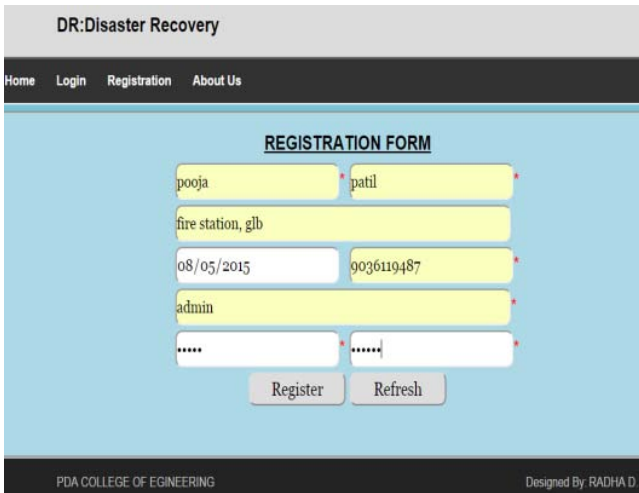 DR:Disaster Recovery
Home Login Registration About Us
REGISTRATION FORM
pooja * patil *
fire station, glb
08/05/2015 9036119487 *
admin *
••••• * •••••• *
Register Refresh
PDA COLLEGE OF EGINEERING Designed By: RADHA D